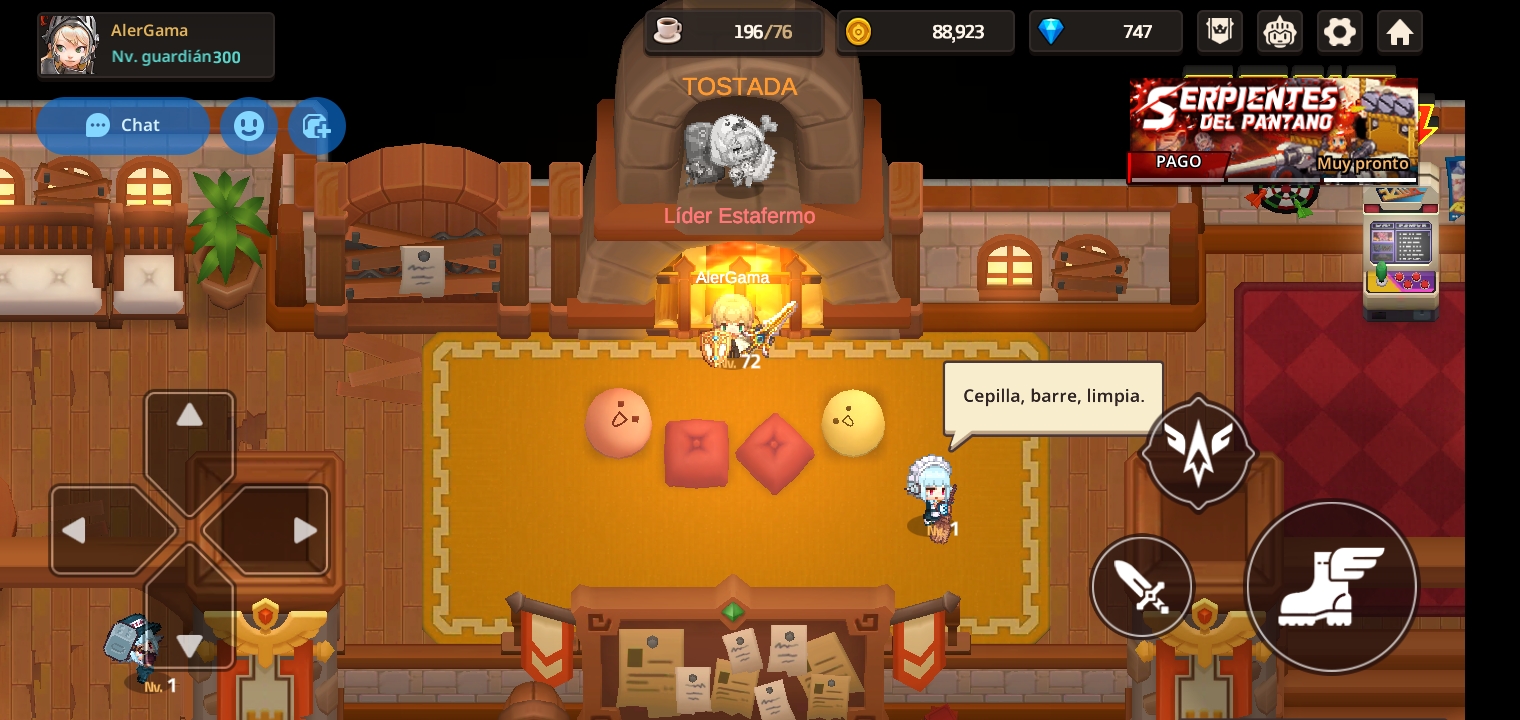 AlerGama
Nv. guardián300
196/76
88,923
747
Chat
TOSTADA
Líder Estafermo
SERPIENTES
DEL PANTANO
PAGO
Muy pronto
AlerGama
Nv. 72
Cepilla, barre, limpia.
Nv. 1
Nv. 1